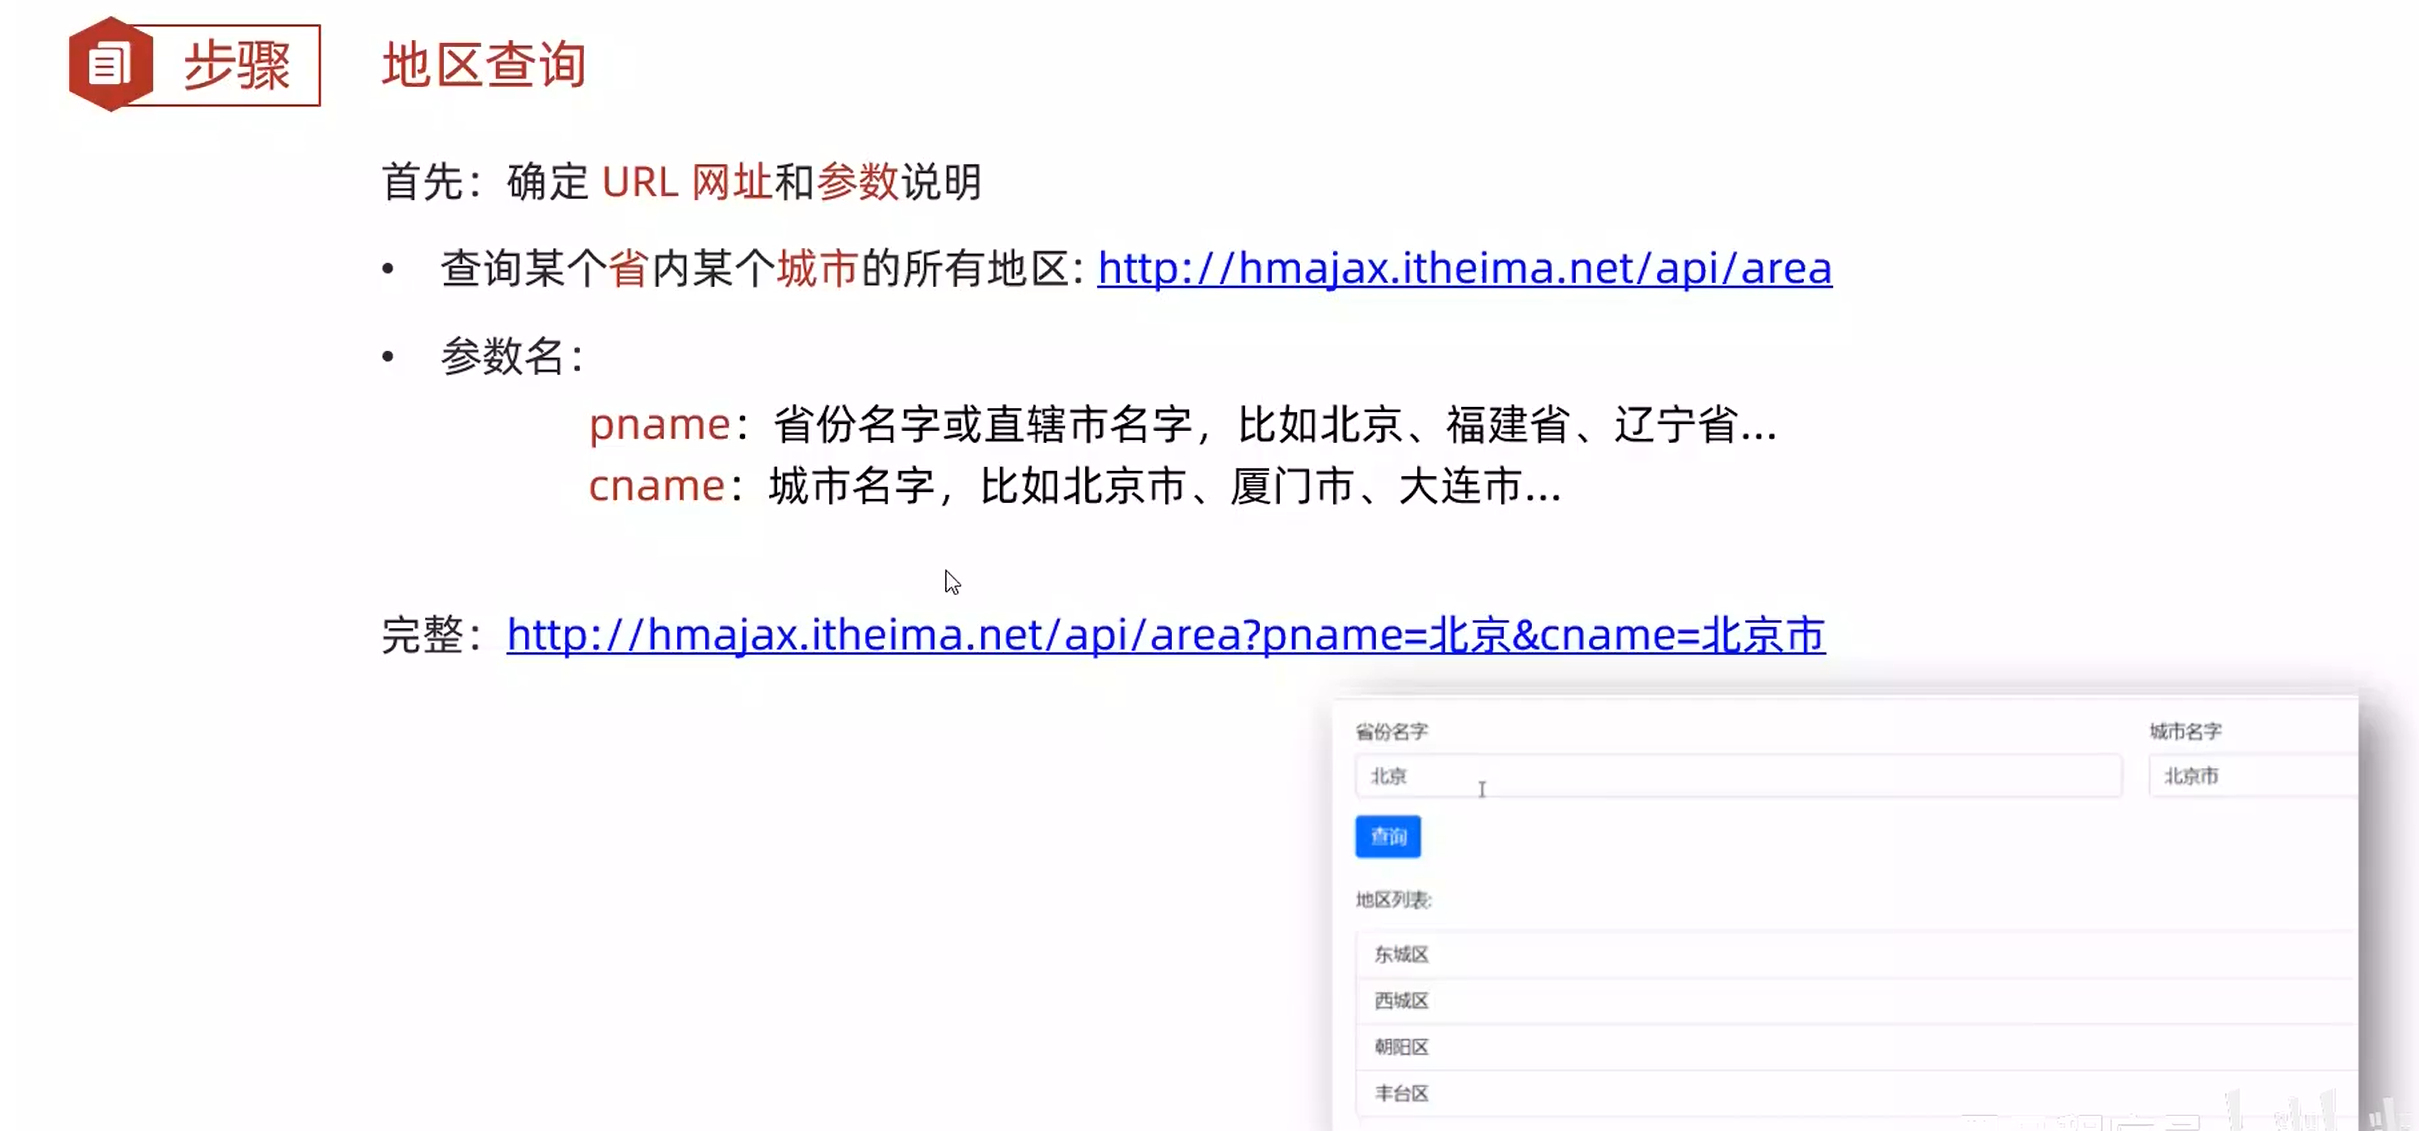 步骤 地区查询
首先：确定 URL 网址和参数说明
• 查询某个省内某个城市的所有地区：http://hmajax.itheima.net/api/area
• 参数名：
pname：省份名字或直辖市名字，比如北京、福建省、辽宁省...
cname：城市名字，比如北京市、厦门市、大连市...
完整：http://hmajax.itheima.net/api/area?pname=北京&cname=北京市
省份名字 城市名字
北京 北京市
查询
地区列表:
东城区
西城区
朝阳区
丰台区